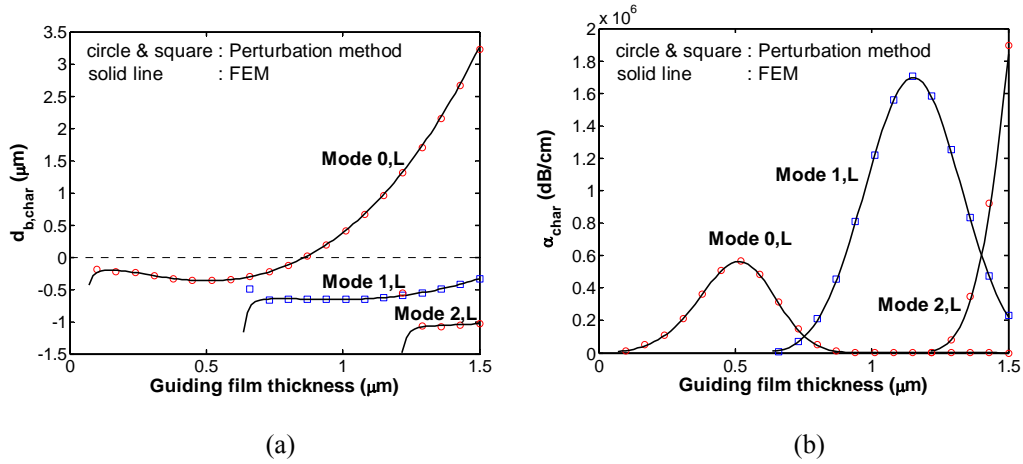 3.5
3
2.5
2
1.5
1
0.5
0
-0.5
-1
-1.5
0
0.5
1
1.5
d_b,char (μm)
Guiding film thickness (μm)
circle & square : Perturbation method
solid line : FEM
Mode 0,L
Mode 1,L
Mode 2,L
(a)
x 10^6
2
1.8
1.6
1.4
1.2
1
0.8
0.6
0.4
0.2
0
0
0.5
1
1.5
α_char (dB/cm)
Guiding film thickness (μm)
circle & square : Perturbation method
solid line : FEM
Mode 1,L
Mode 0,L
Mode 2,L
(b)